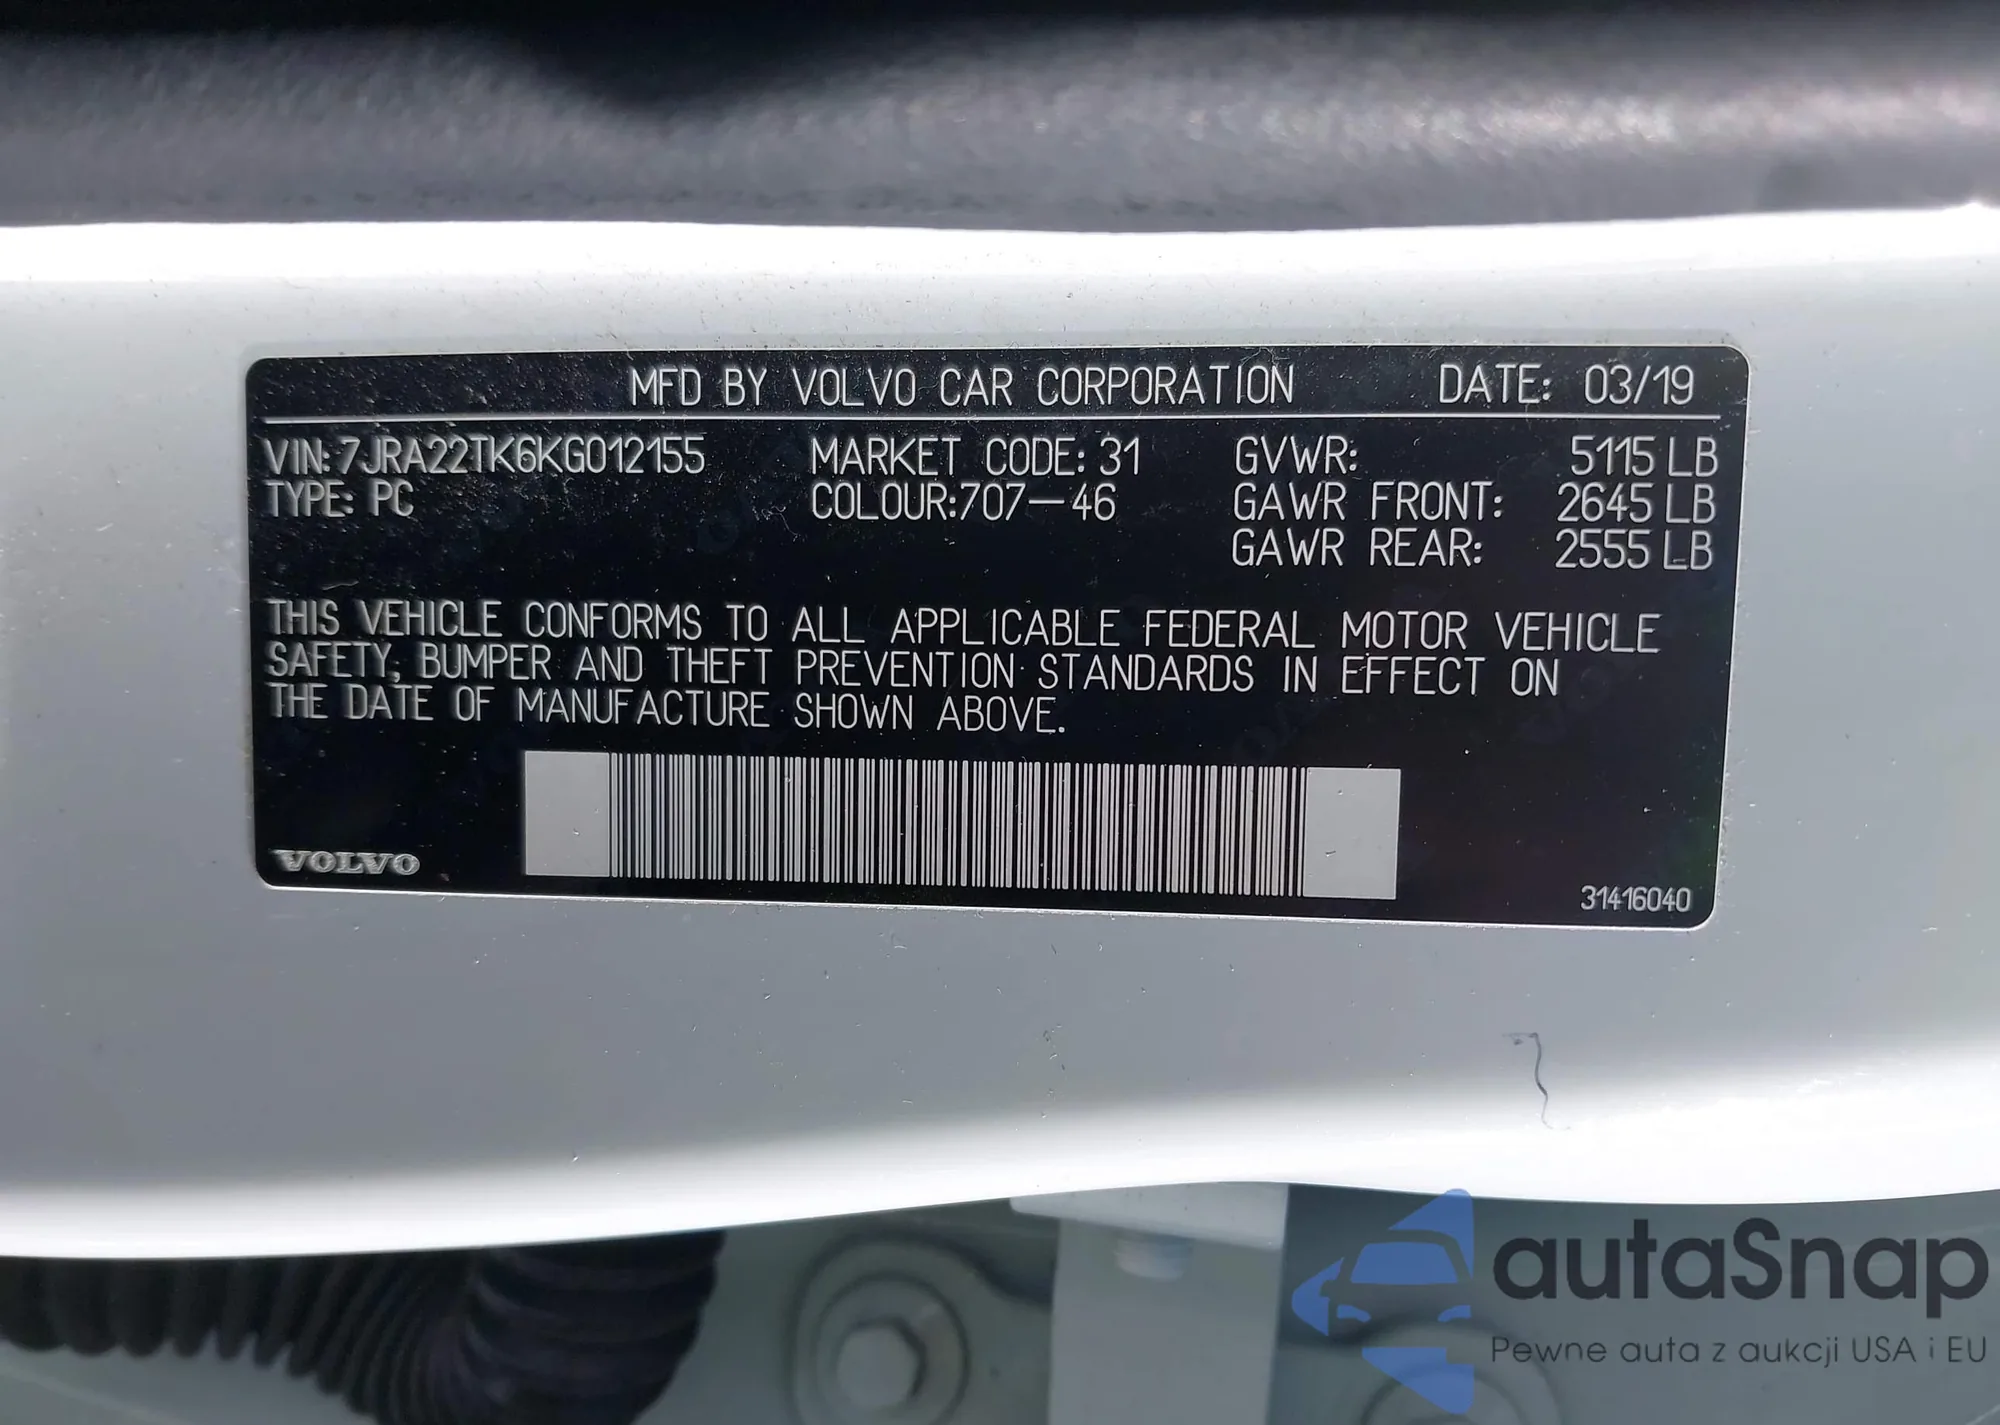 MFD BY VOLVO CAR CORPORATION DATE: 03/19
VIN: 7JRA22TK6KG012155 MARKET CODE: 31 GVWR: 5115 LB
TYPE: PC COLOUR:707-46 GAWR FRONT: 2645 LB
GAWR REAR: 2555 LB
THIS VEHICLE CONFORMS TO ALL APPLICABLE FEDERAL MOTOR VEHICLE
SAFETY, BUMPER AND THEFT PREVENTION STANDARDS IN EFFECT ON
THE DATE OF MANUFACTURE SHOWN ABOVE.
VOLVO
31416040
autaSnap
Pewne auta z aukcji USA i EU